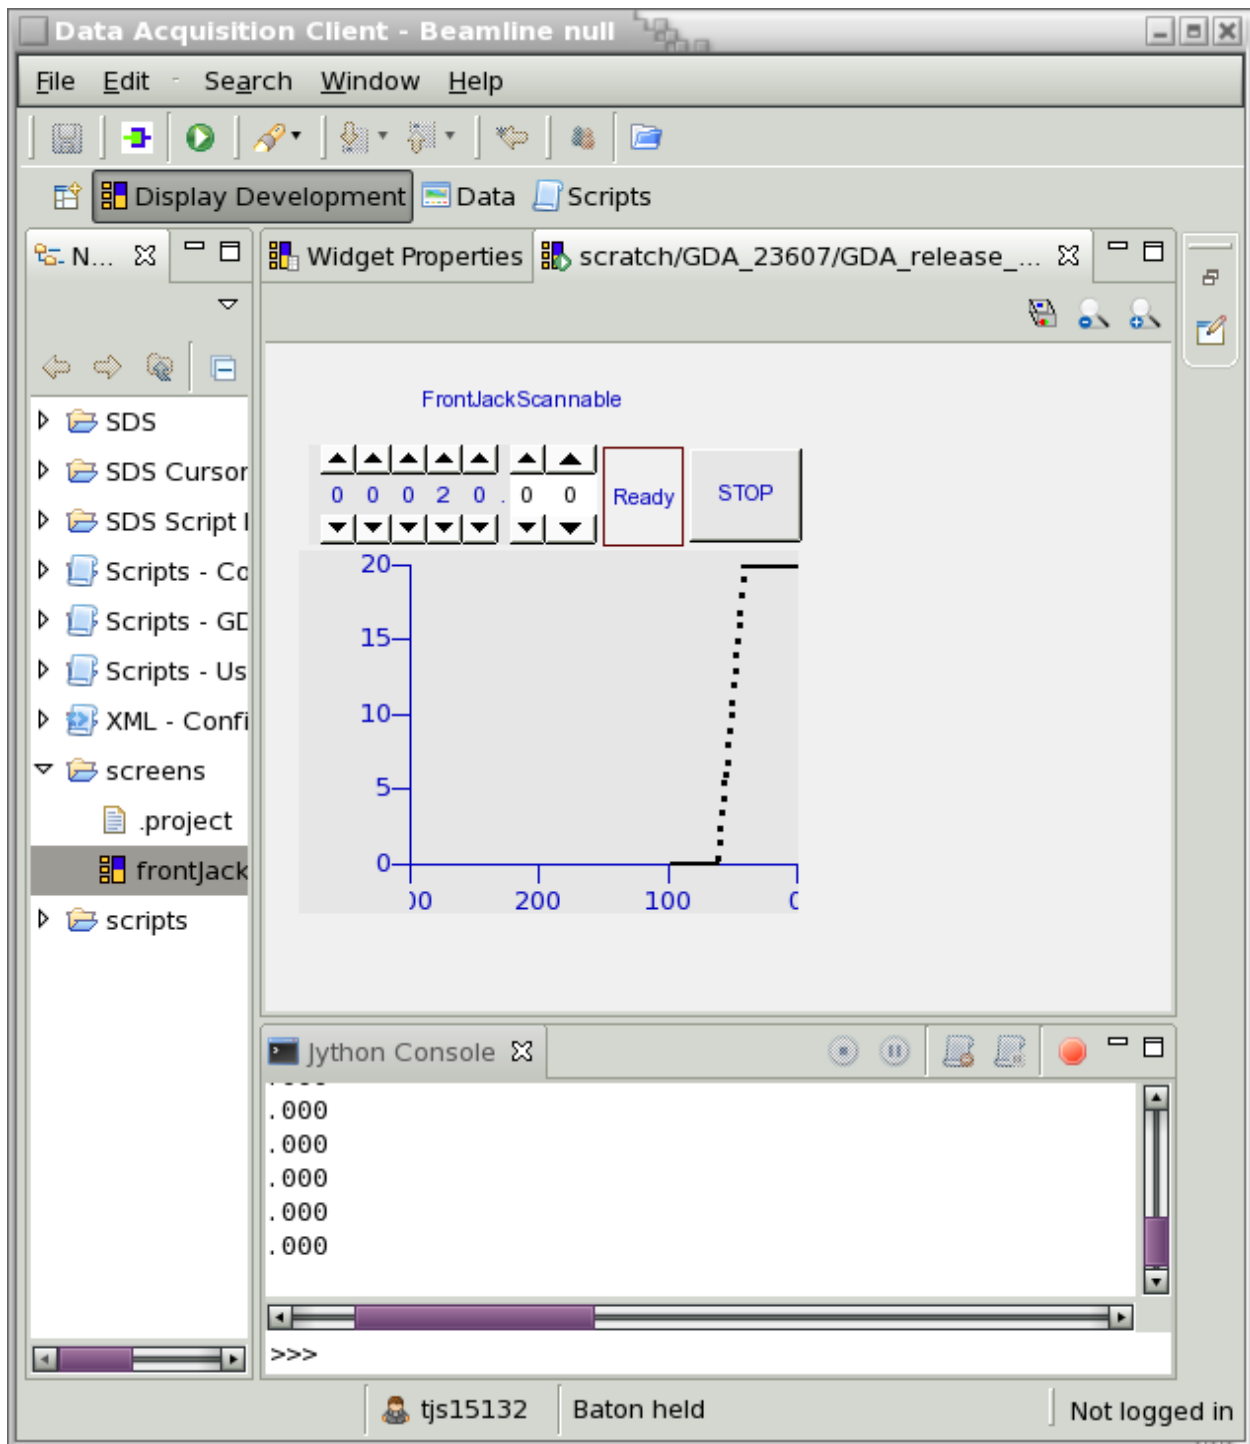 Data Acquisition Client - Beamline null
File Edit Search Window Help
Display Development Data Scripts
N... Widget Properties scratch/GDA_23607/GDA_release_...
SDS
SDS Cursor
SDS Script
Scripts - Co
Scripts - GD
Scripts - Us
XML - Confi
screens
.project
frontJack
scripts
FrontJackScannable
0 0 0 2 0 . 0 0 Ready STOP
20
15
10
5
0
00 200 100 0
Jython Console
.000
.000
.000
.000
.000
>>>
tjs15132 Baton held Not logged in